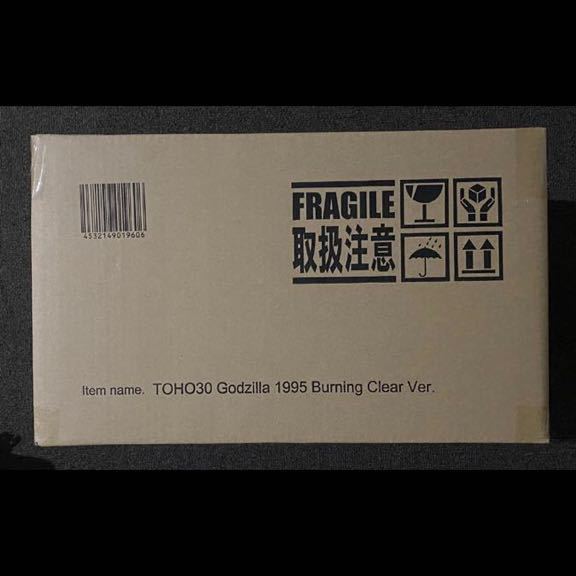 4532149019606
FRAGILE
取扱注意
Item name. TOHO30 Godzilla 1995 Burning Clear Ver.